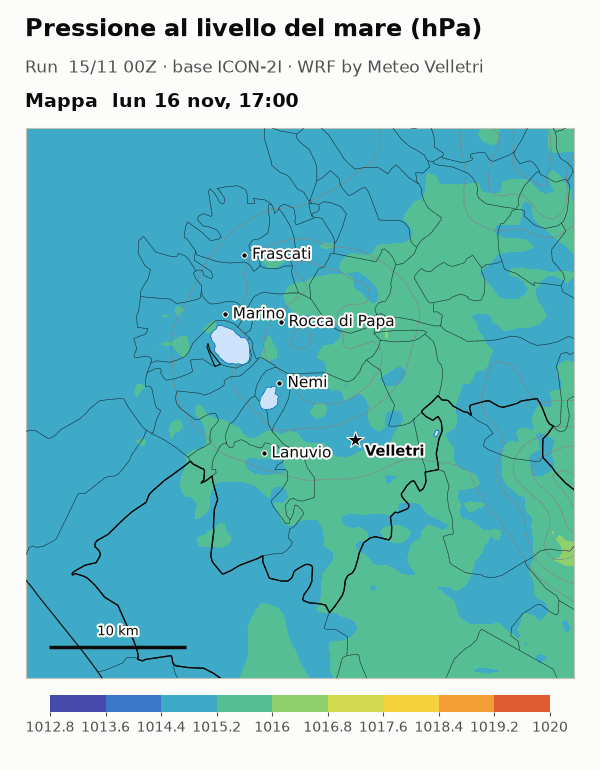 Pressione al livello del mare (hPa)
Run  15/11 00Z · base ICON-2I · WRF by Meteo Velletri
Mappa  lun 16 nov, 17:00
Frascati
Marino
Rocca di Papa
Nemi
Velletri
Lanuvio
10 km
1012.8 1013.6 1014.4 1015.2 1016 1016.8 1017.6 1018.4 1019.2 1020